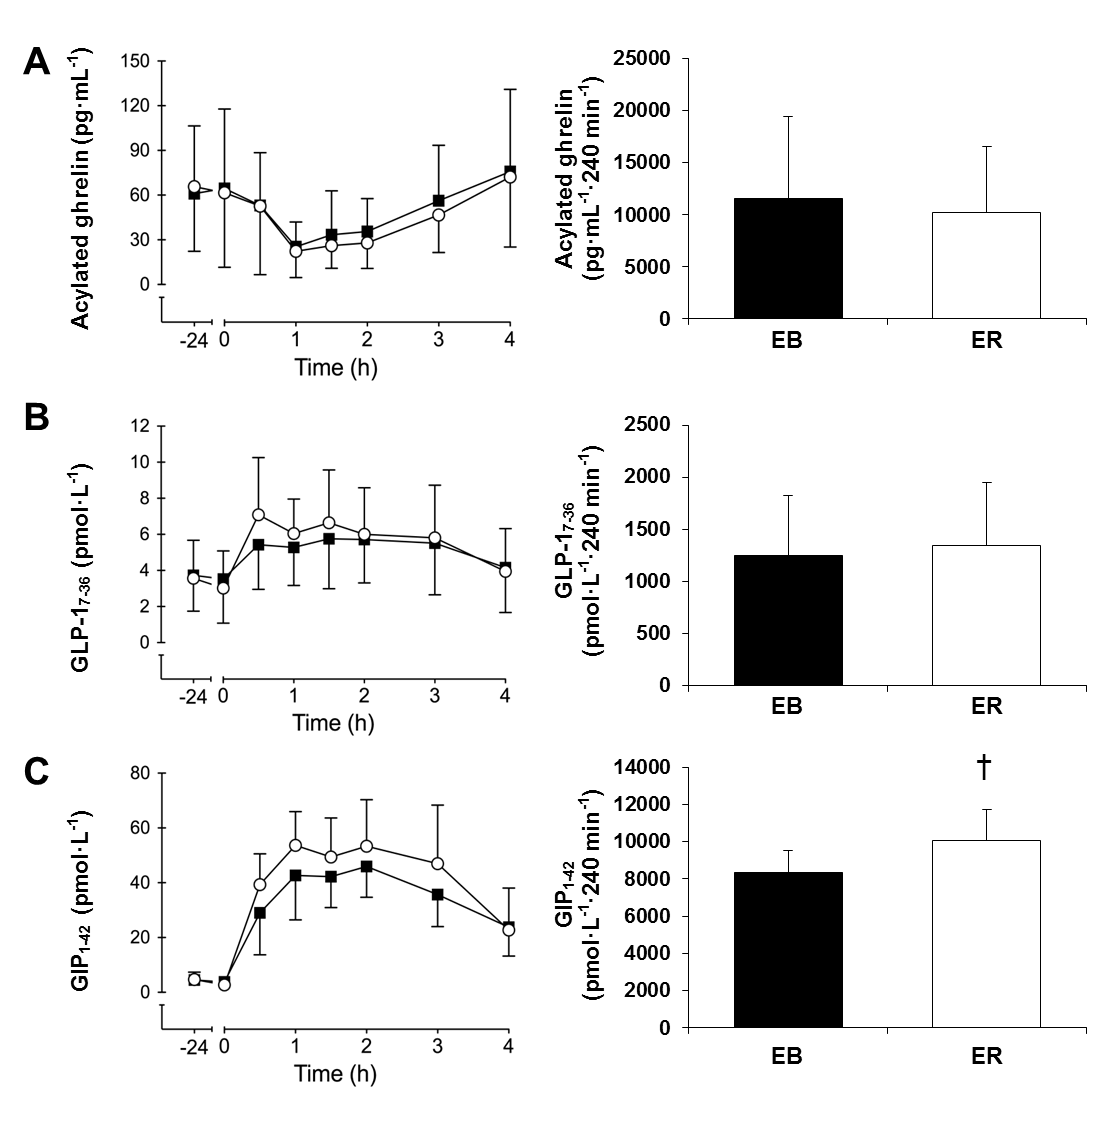 A
Acylated ghrelin (pg·mL-1)
150
120
90
60
30
0
-24 0 1 2 3 4
Time (h)
Acylated ghrelin
(pg·mL-1·240 min-1)
25000
20000
15000
10000
5000
0
EB ER
B
GLP-17-36 (pmol·L-1)
12
10
8
6
4
2
0
-24 0 1 2 3 4
Time (h)
GLP-17-36
(pmol·L-1·240 min-1)
2500
2000
1500
1000
500
0
EB ER
C
GIP1-42 (pmol·L-1)
80
60
40
20
0
-24 0 1 2 3 4
Time (h)
GIP1-42
(pmol·L-1·240 min-1)
14000
12000
10000
8000
6000
4000
2000
0
†
EB ER